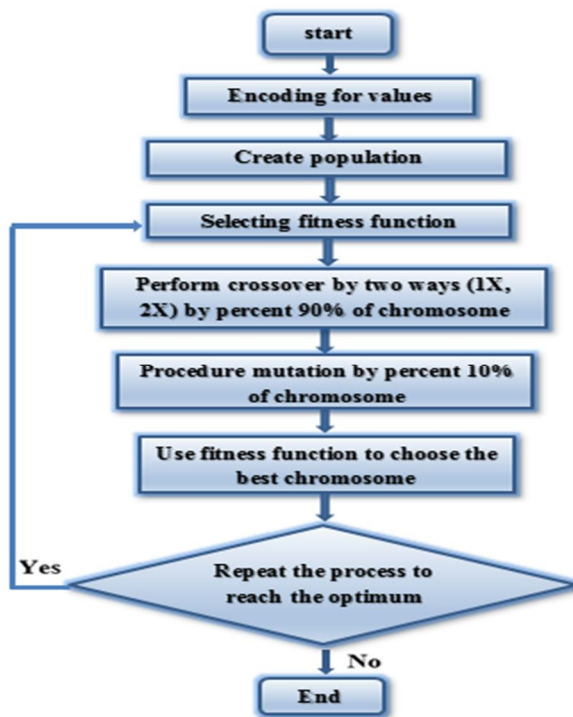 start
Encoding for values
Create population
Selecting fitness function
Perform crossover by two ways (1X,
2X) by percent 90% of chromosome
Procedure mutation by percent 10%
of chromosome
Use fitness function to choose the
best chromosome
Yes
Repeat the process to
reach the optimum
No
End